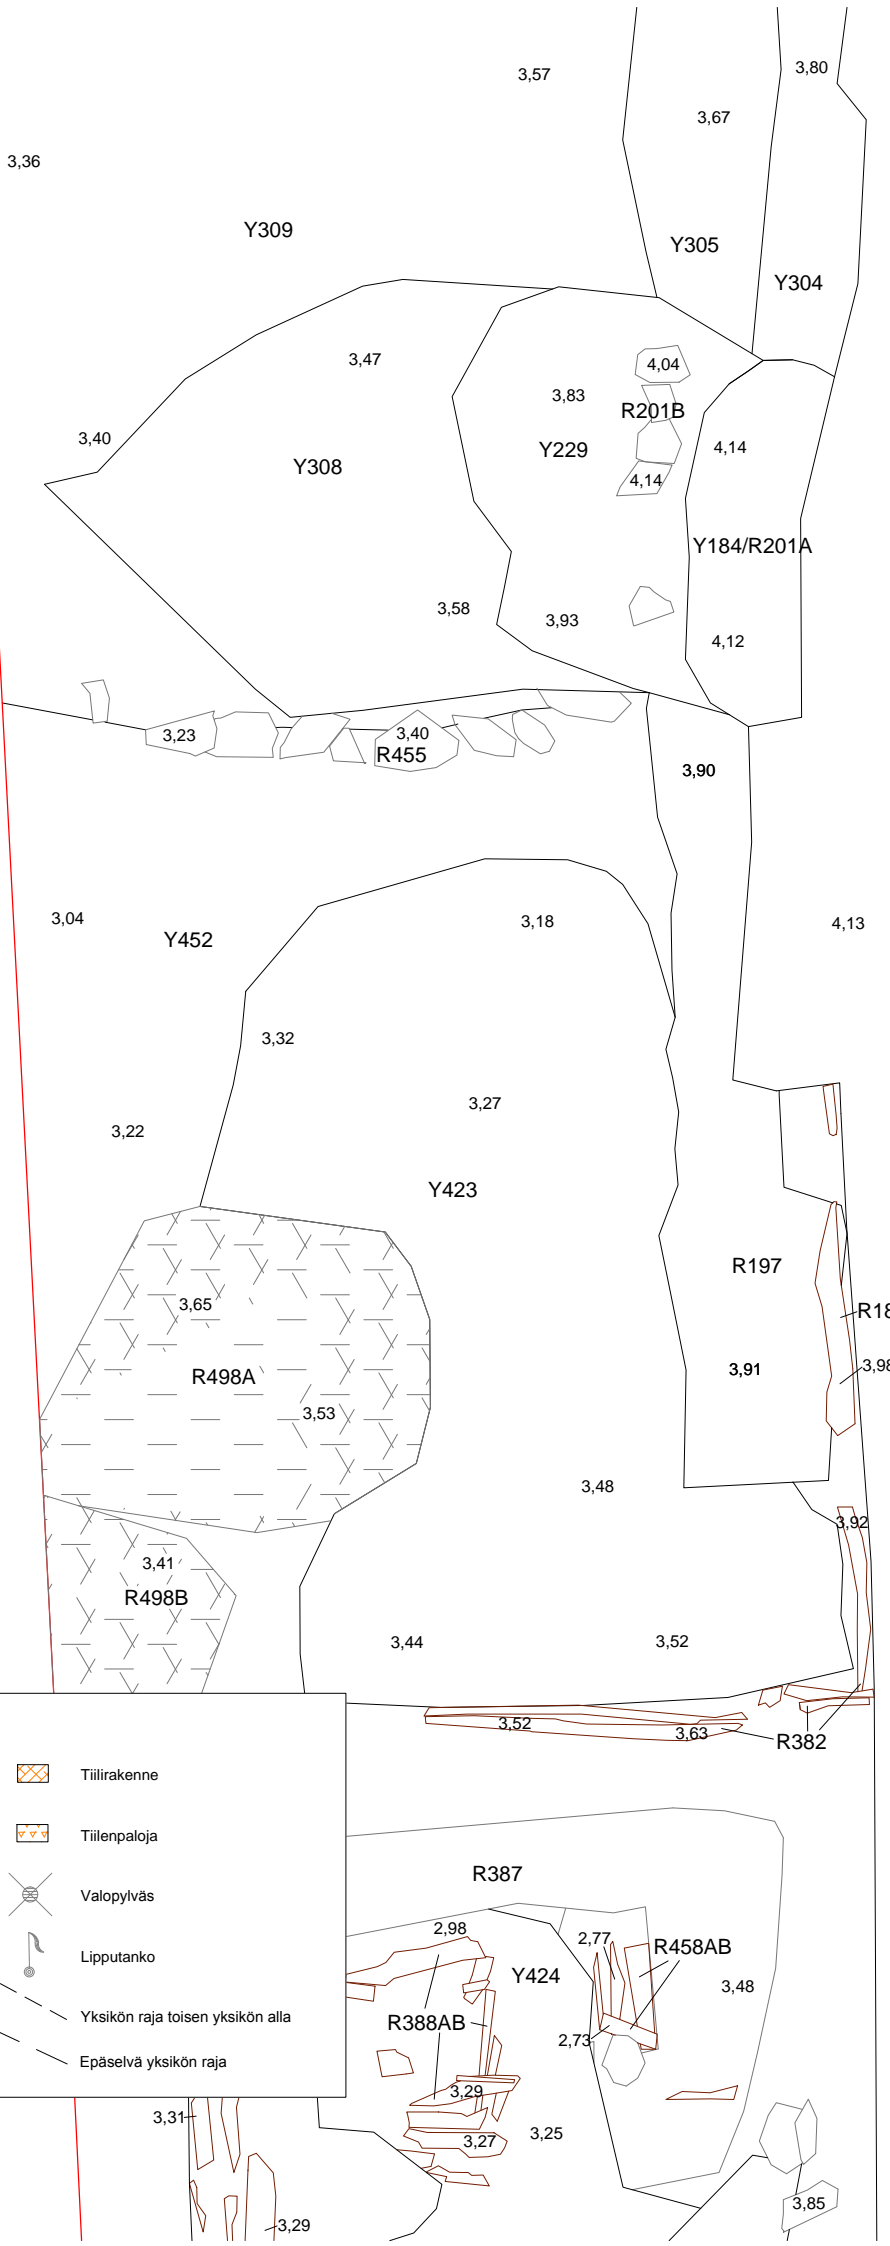 3,57
3,80
3,67
3,36
Y309
Y305
Y304
3,47
4,04
3,83
R201B
3,40
4,14
Y229
Y308
4,14
Y184/R201A
3,58
3,93
4,12
3,23
3,40
R455
3,90
3,04
3,18
4,13
Y452
3,32
3,27
3,22
Y423
R197
3,65
R18
3,98
R498A
3,91
3,53
3,48
3,92
3,41
R498B
3,44
3,52
3,52
3,63
R382
Tiilirakenne
Tiilenpaloja
R387
Valopylväs
2,98
2,77
R458AB
Lipputanko
Y424
3,48
Yksikön raja toisen yksikön alla
R388AB
2,73
Epäselvä yksikön raja
3,29
3,31
3,25
3,27
3,85
3,29